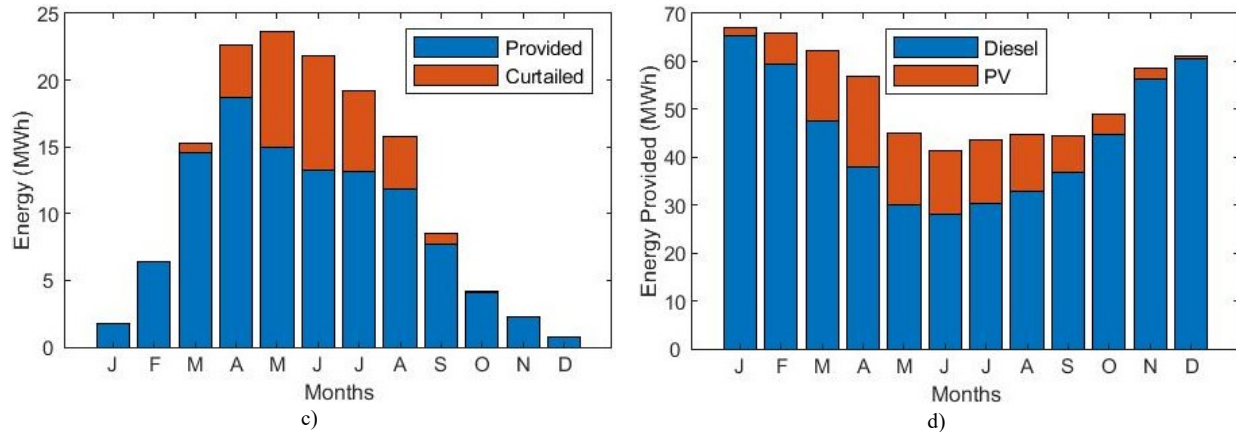 25
20
15
10
5
0
Energy (MWh)
Provided
Curtailed
J F M A M J J A S O N D
Months
c)
70
60
50
40
30
20
10
0
Energy Provided (MWh)
Diesel
PV
J F M A M J J A S O N D
Months
d)